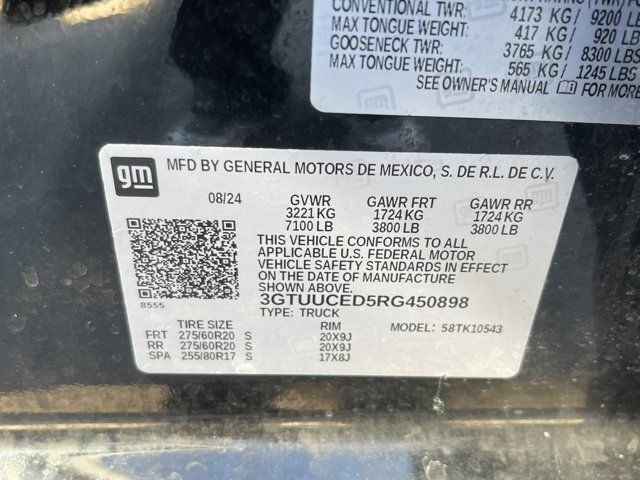 CONVENTIONAL TWR: 4173 KG/ 9200 LB
MAX TONGUE WEIGHT: 417 KG/ 920 LB
GOOSENECK TWR: 3765 KG/ 8300 LBS
MAX TONGUE WEIGHT: 565 KG/ 1245 LBS
SEE OWNER'S MANUAL FOR MORE
gm MFD BY GENERAL MOTORS DE MEXICO, S. DE R.L. DE C.V.
08/24 GVWR GAWR FRT GAWR RR
3221 KG 1724 KG 1724 KG
7100 LB 3800 LB 3800 LB
THIS VEHICLE CONFORMS TO ALL
APPLICABLE U.S. FEDERAL MOTOR
VEHICLE SAFETY STANDARDS IN EFFECT
ON THE DATE OF MANUFACTURE
SHOWN ABOVE.
8555 3GTUUCED5RG450898
TYPE: TRUCK
TIRE SIZE RIM MODEL: 58TK10543
FRT 275/60R20 S 20X9J
RR 275/60R20 S 20X9J
SPA 255/80R17 S 17X8J